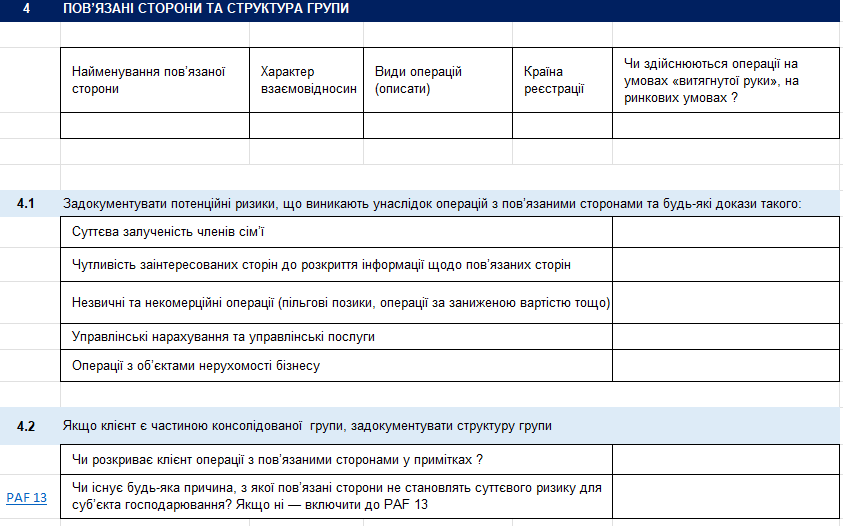 4 ПОВ’ЯЗАНІ СТОРОНИ ТА СТРУКТУРА ГРУПИ
Найменування пов’язаної
сторони
Характер
взаємовідносин
Види операцій
(описати)
Країна
реєстрації
Чи здійснюються операції на
умовах «витягнутої руки», на
ринкових умовах ?
4.1 Задокументувати потенційні ризики, що виникають унаслідок операцій з пов’язаними сторонами та будь-які докази такого:
Суттєва залученість членів сім’ї
Чутливість заінтересованих сторін до розкриття інформації щодо пов’язаних сторін
Незвичні та некомерційні операції (пільгові позики, операції за заниженою вартістю тощо)
Управлінські нарахування та управлінські послуги
Операції з об’єктами нерухомості бізнесу
4.2 Якщо клієнт є частиною консолідованої групи, задокументувати структуру групи
Чи розкриває клієнт операції з пов’язаними сторонами у примітках ?
PAF 13
Чи існує будь-яка причина, з якої пов’язані сторони не становлять суттєвого ризику для
суб’єкта господарювання? Якщо ні — включити до PAF 13